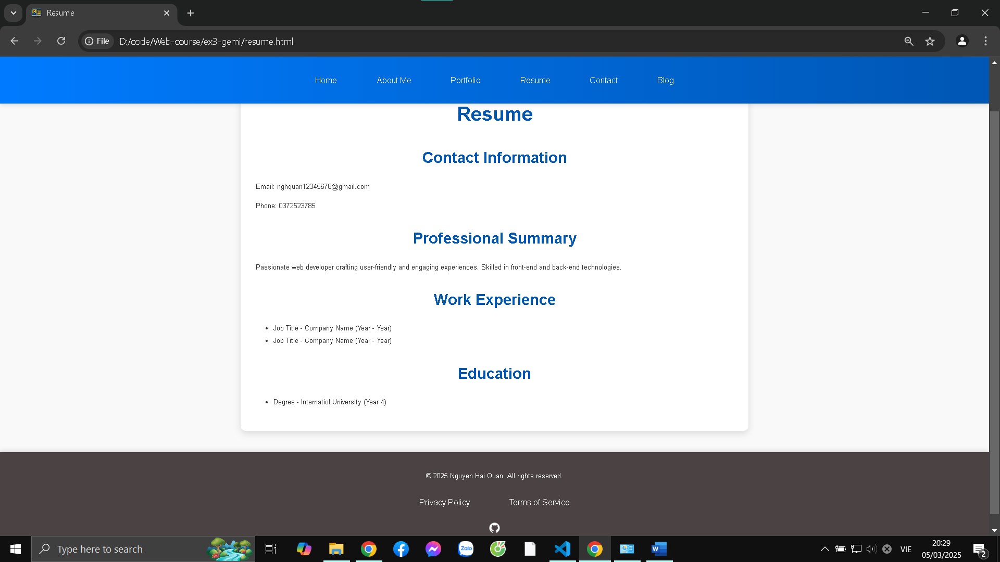 Resume
File
D:/code/Web-course/ex3-gemi/resume.html
Home
About Me
Portfolio
Resume
Contact
Blog
Resume
Contact Information
Email: nghquan12345678@gmail.com
Phone: 0372523785
Professional Summary
Passionate web developer crafting user-friendly and engaging experiences. Skilled in front-end and back-end technologies.
Work Experience
• Job Title - Company Name (Year - Year)
• Job Title - Company Name (Year - Year)
Education
• Degree - Internatiol University (Year 4)
© 2025 Nguyen Hai Quan. All rights reserved.
Privacy Policy
Terms of Service
Type here to search
Zalo
W
VIE
20:29
05/03/2025
2